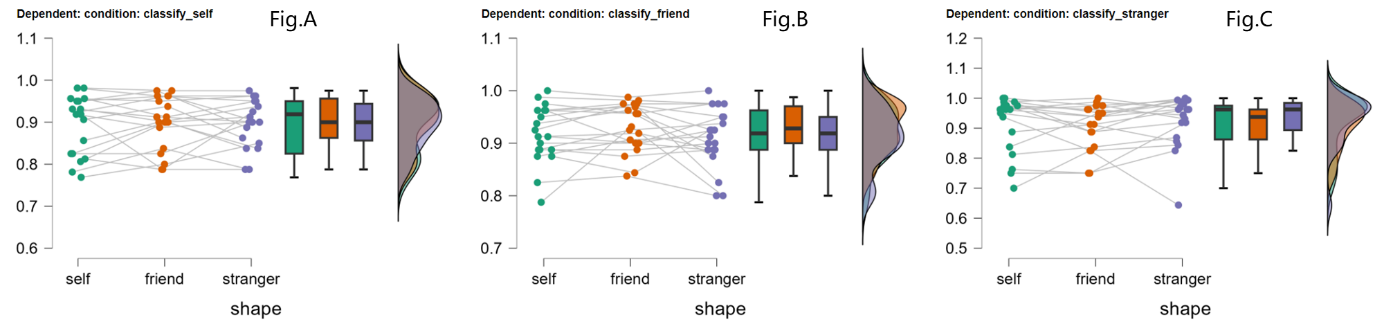 Dependent: condition: classify_self
Fig.A
1.1
1.0
0.9
0.8
0.7
0.6
self
friend
stranger
shape
Dependent: condition: classify_friend
Fig.B
1.1
1.0
0.9
0.8
0.7
self
friend
stranger
shape
Dependent: condition: classify_stranger
Fig.C
1.2
1.1
1.0
0.9
0.8
0.7
0.6
0.5
self
friend
stranger
shape